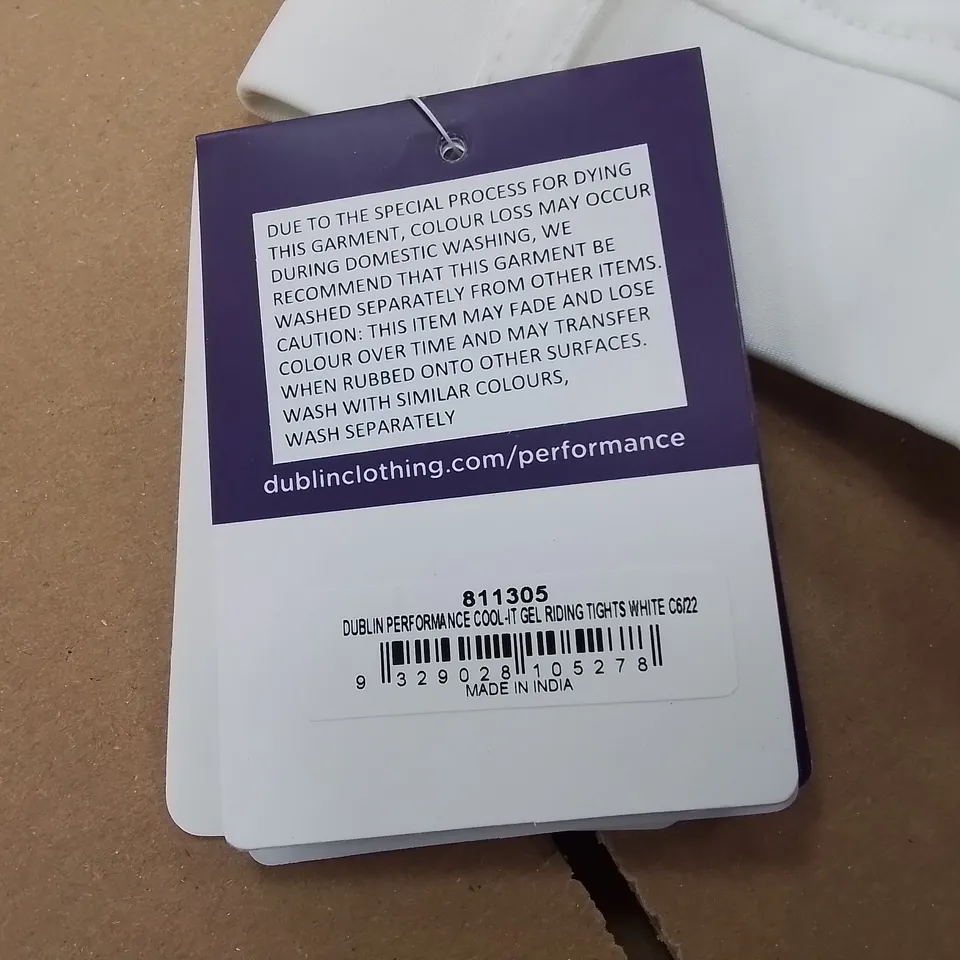 DUE TO THE SPECIAL PROCESS FOR DYING
THIS GARMENT, COLOUR LOSS MAY OCCUR
DURING DOMESTIC WASHING, WE
RECOMMEND THAT THIS GARMENT BE
WASHED SEPARATELY FROM OTHER ITEMS.
CAUTION: THIS ITEM MAY FADE AND LOSE
COLOUR OVER TIME AND MAY TRANSFER
WHEN RUBBED ONTO OTHER SURFACES.
WASH WITH SIMILAR COLOURS,
WASH SEPARATELY
dublinclothing.com/performance
811305
DUBLIN PERFORMANCE COOL-IT GEL RIDING TIGHTS WHITE C6/22
9 329028 105278
MADE IN INDIA